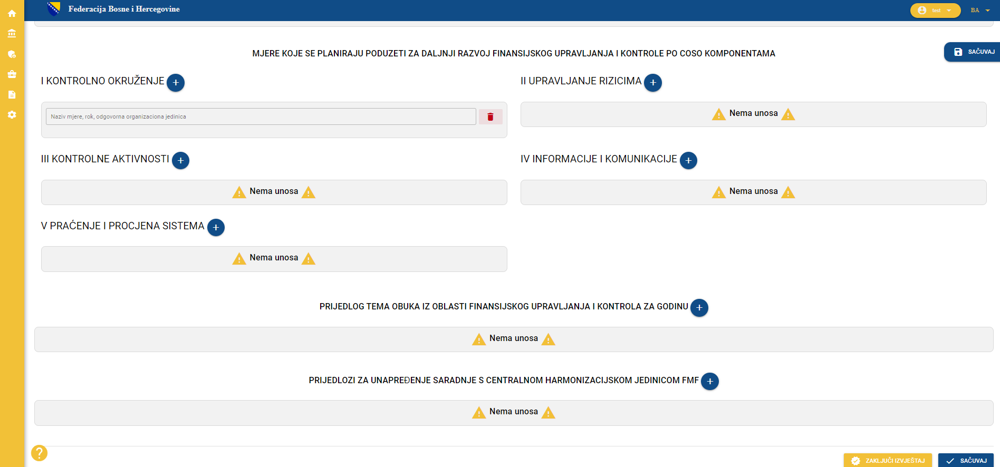 Federacija Bosne i Hercegovine
test
BA
MJERE KOJE SE PLANIRAJU PODUZETI ZA DALJNJI RAZVOJ FINANSIJSKOG UPRAVLJANJA I KONTROLE PO COSO KOMPONENTAMA
SAČUVAJ
I KONTROLNO OKRUŽENJE
II UPRAVLJANJE RIZICIMA
Naziv mjere, rok, odgovorna organizaciona jedinica
Nema unosa
III KONTROLNE AKTIVNOSTI
IV INFORMACIJE I KOMUNIKACIJE
Nema unosa
Nema unosa
V PRAĆENJE I PROCJENA SISTEMA
Nema unosa
PRIJEDLOG TEMA OBUKA IZ OBLASTI FINANSIJSKOG UPRAVLJANJA I KONTROLA ZA GODINU
Nema unosa
PRIJEDLOZI ZA UNAPREĐENJE SARADNJE S CENTRALNOM HARMONIZACIJSKOM JEDINICOM FMF
Nema unosa
ZAKLJUČI IZVJEŠTAJ
SAČUVAJ